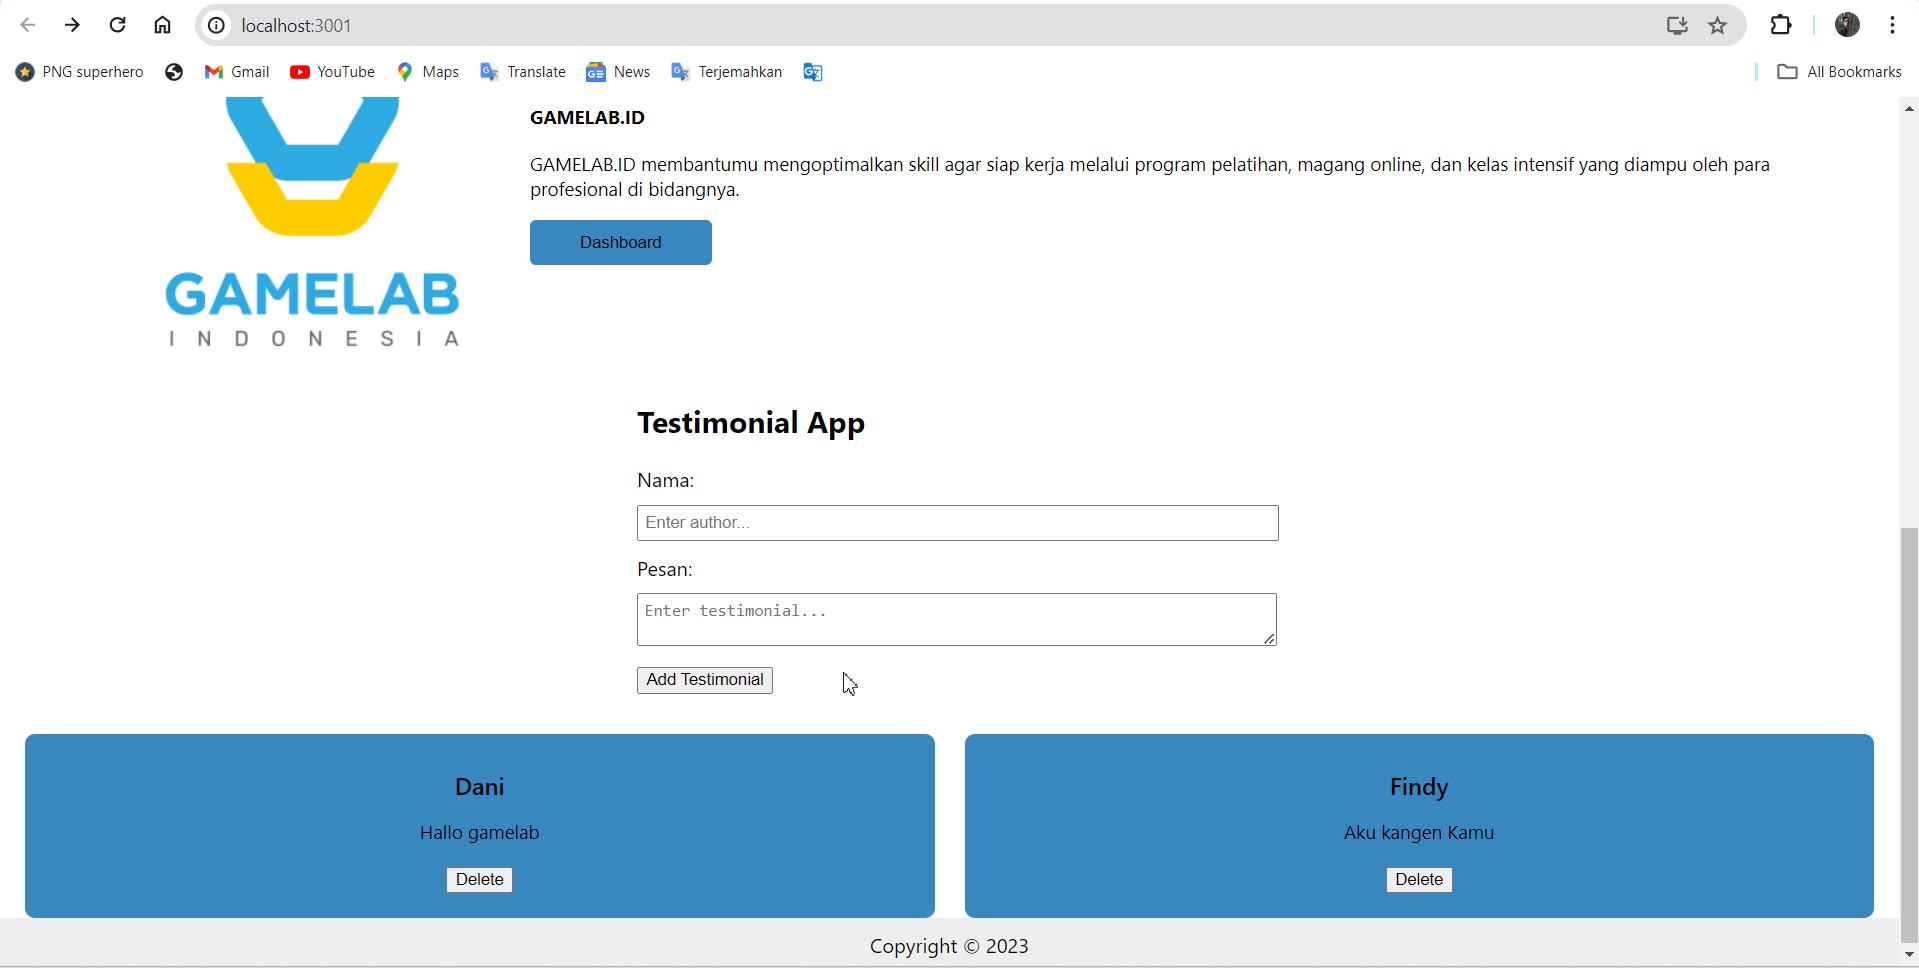 localhost:3001
PNG superhero Gmail YouTube Maps Translate News Terjemahkan All Bookmarks
GAMELAB.ID
GAMELAB.ID membantumu mengoptimalkan skill agar siap kerja melalui program pelatihan, magang online, dan kelas intensif yang diampu oleh para
profesional di bidangnya.
Dashboard
GAMELAB
INDONESIA
Testimonial App
Nama:
Enter author...
Pesan:
Enter testimonial...
Add Testimonial
Dani
Hallo gamelab
Delete
Findy
Aku kangen Kamu
Delete
Copyright © 2023